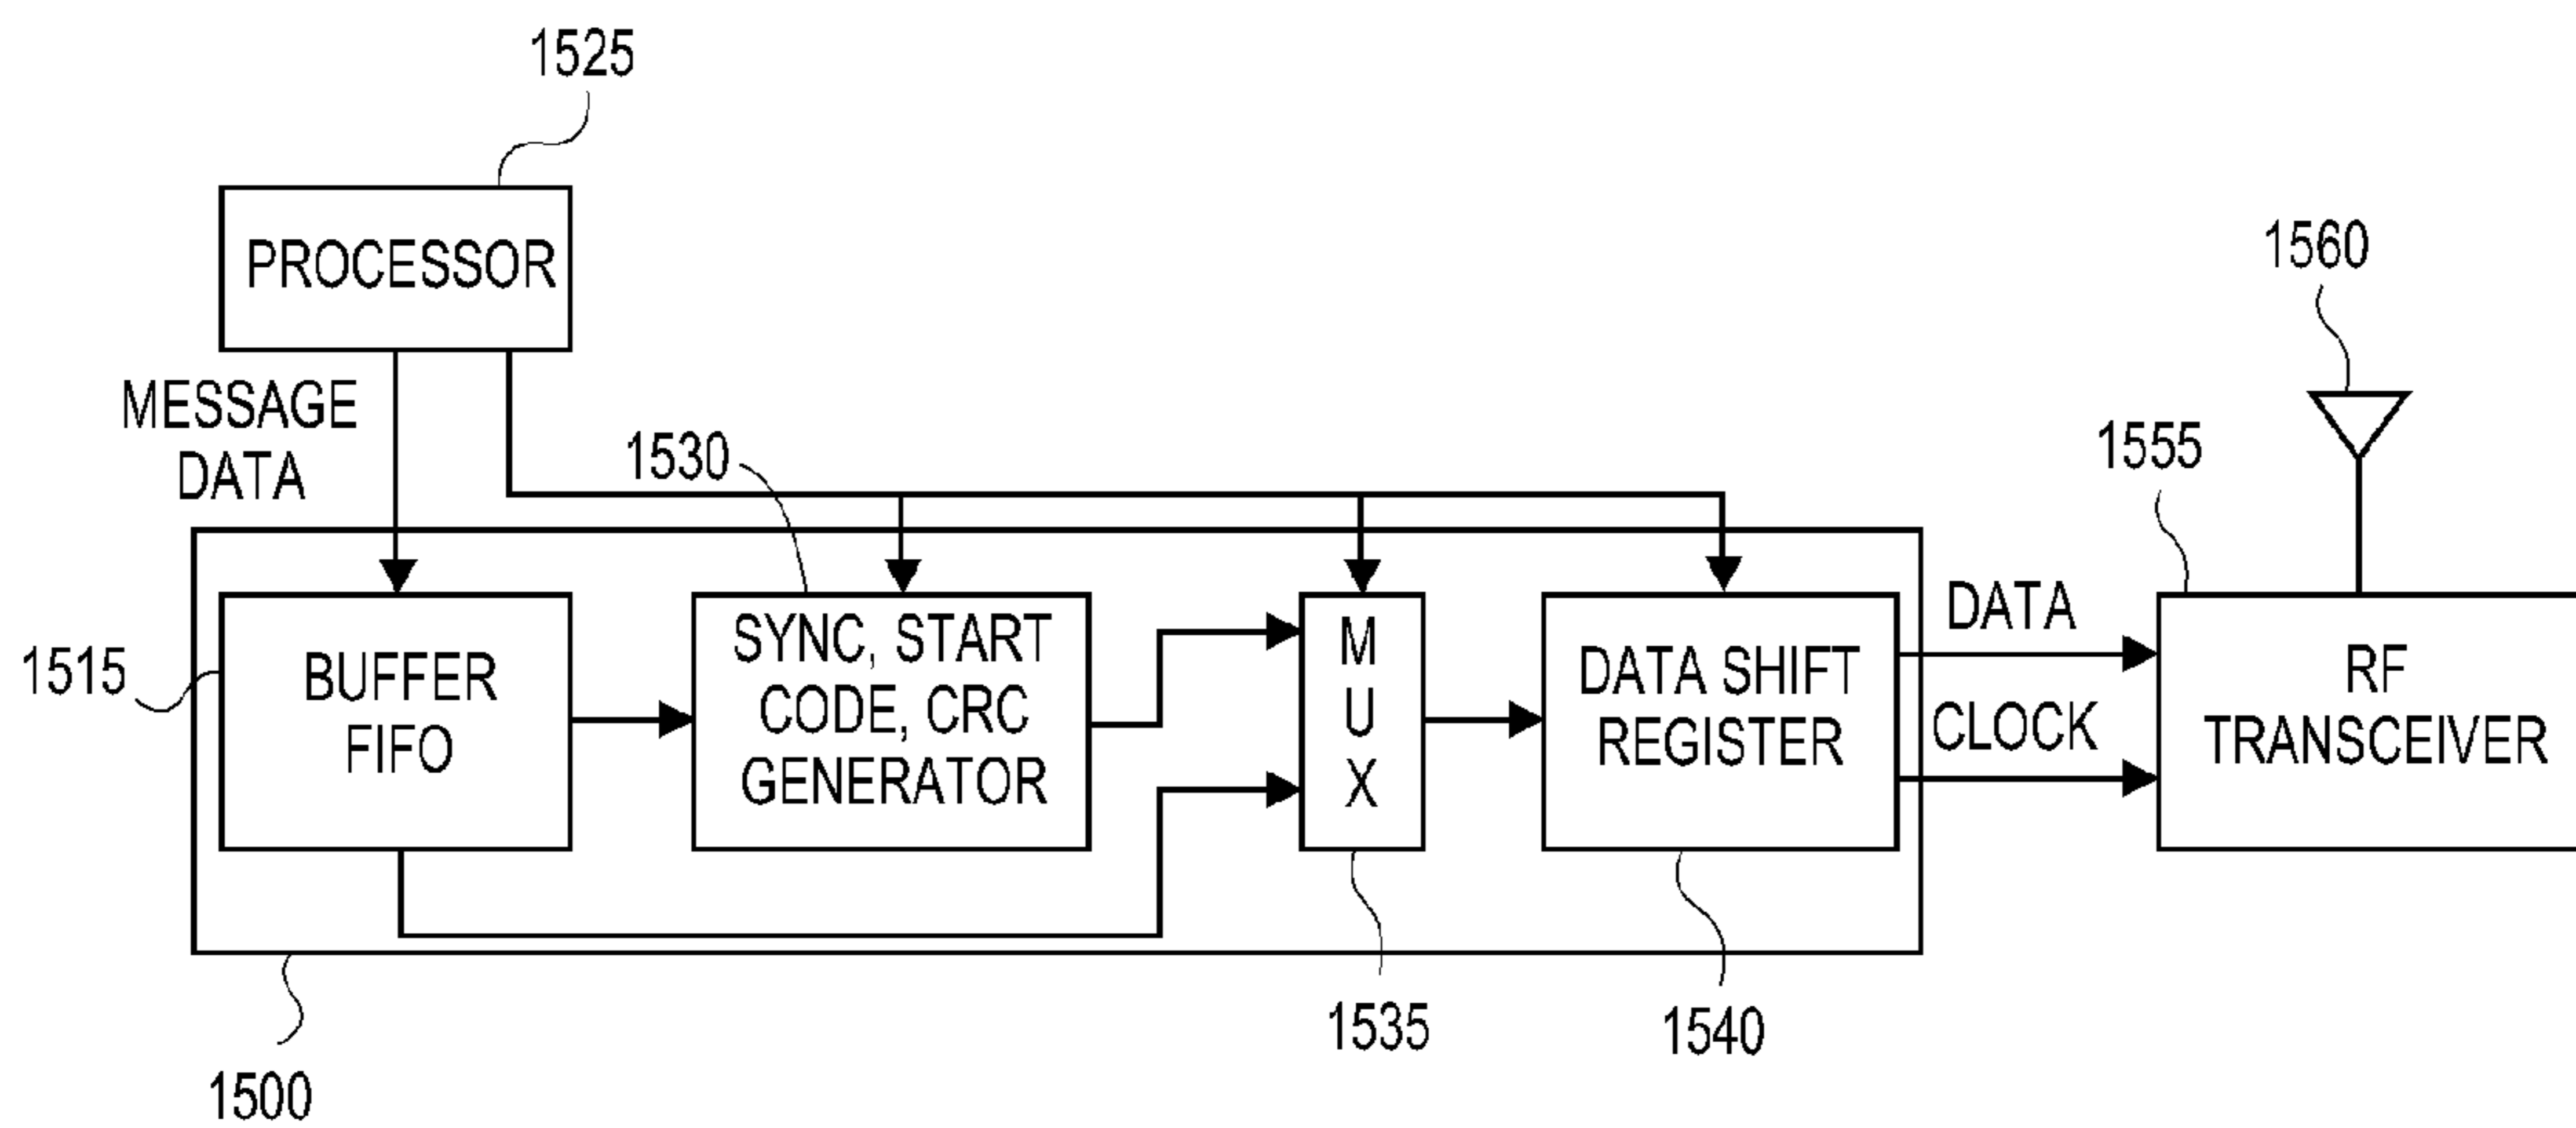 1525
PROCESSOR
1560
MESSAGE
DATA
1530
1555
1515
BUFFER
FIFO
SYNC, START
CODE, CRC
GENERATOR
M
U
X
DATA SHIFT
REGISTER
DATA
CLOCK
RF
TRANSCEIVER
1535
1540
1500